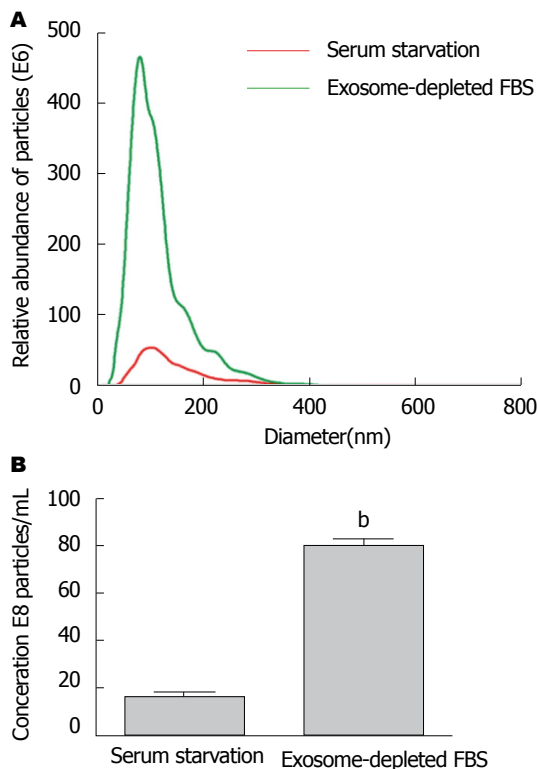 A
Relative abundance of particles (E6)
500
400
300
200
100
0
Serum starvation
Exosome-depleted FBS
0 200 400 600 800
Diameter(nm)
B
Conceration E8 particles/mL
100
80
60
40
20
0
b
Serum starvation Exosome-depleted FBS